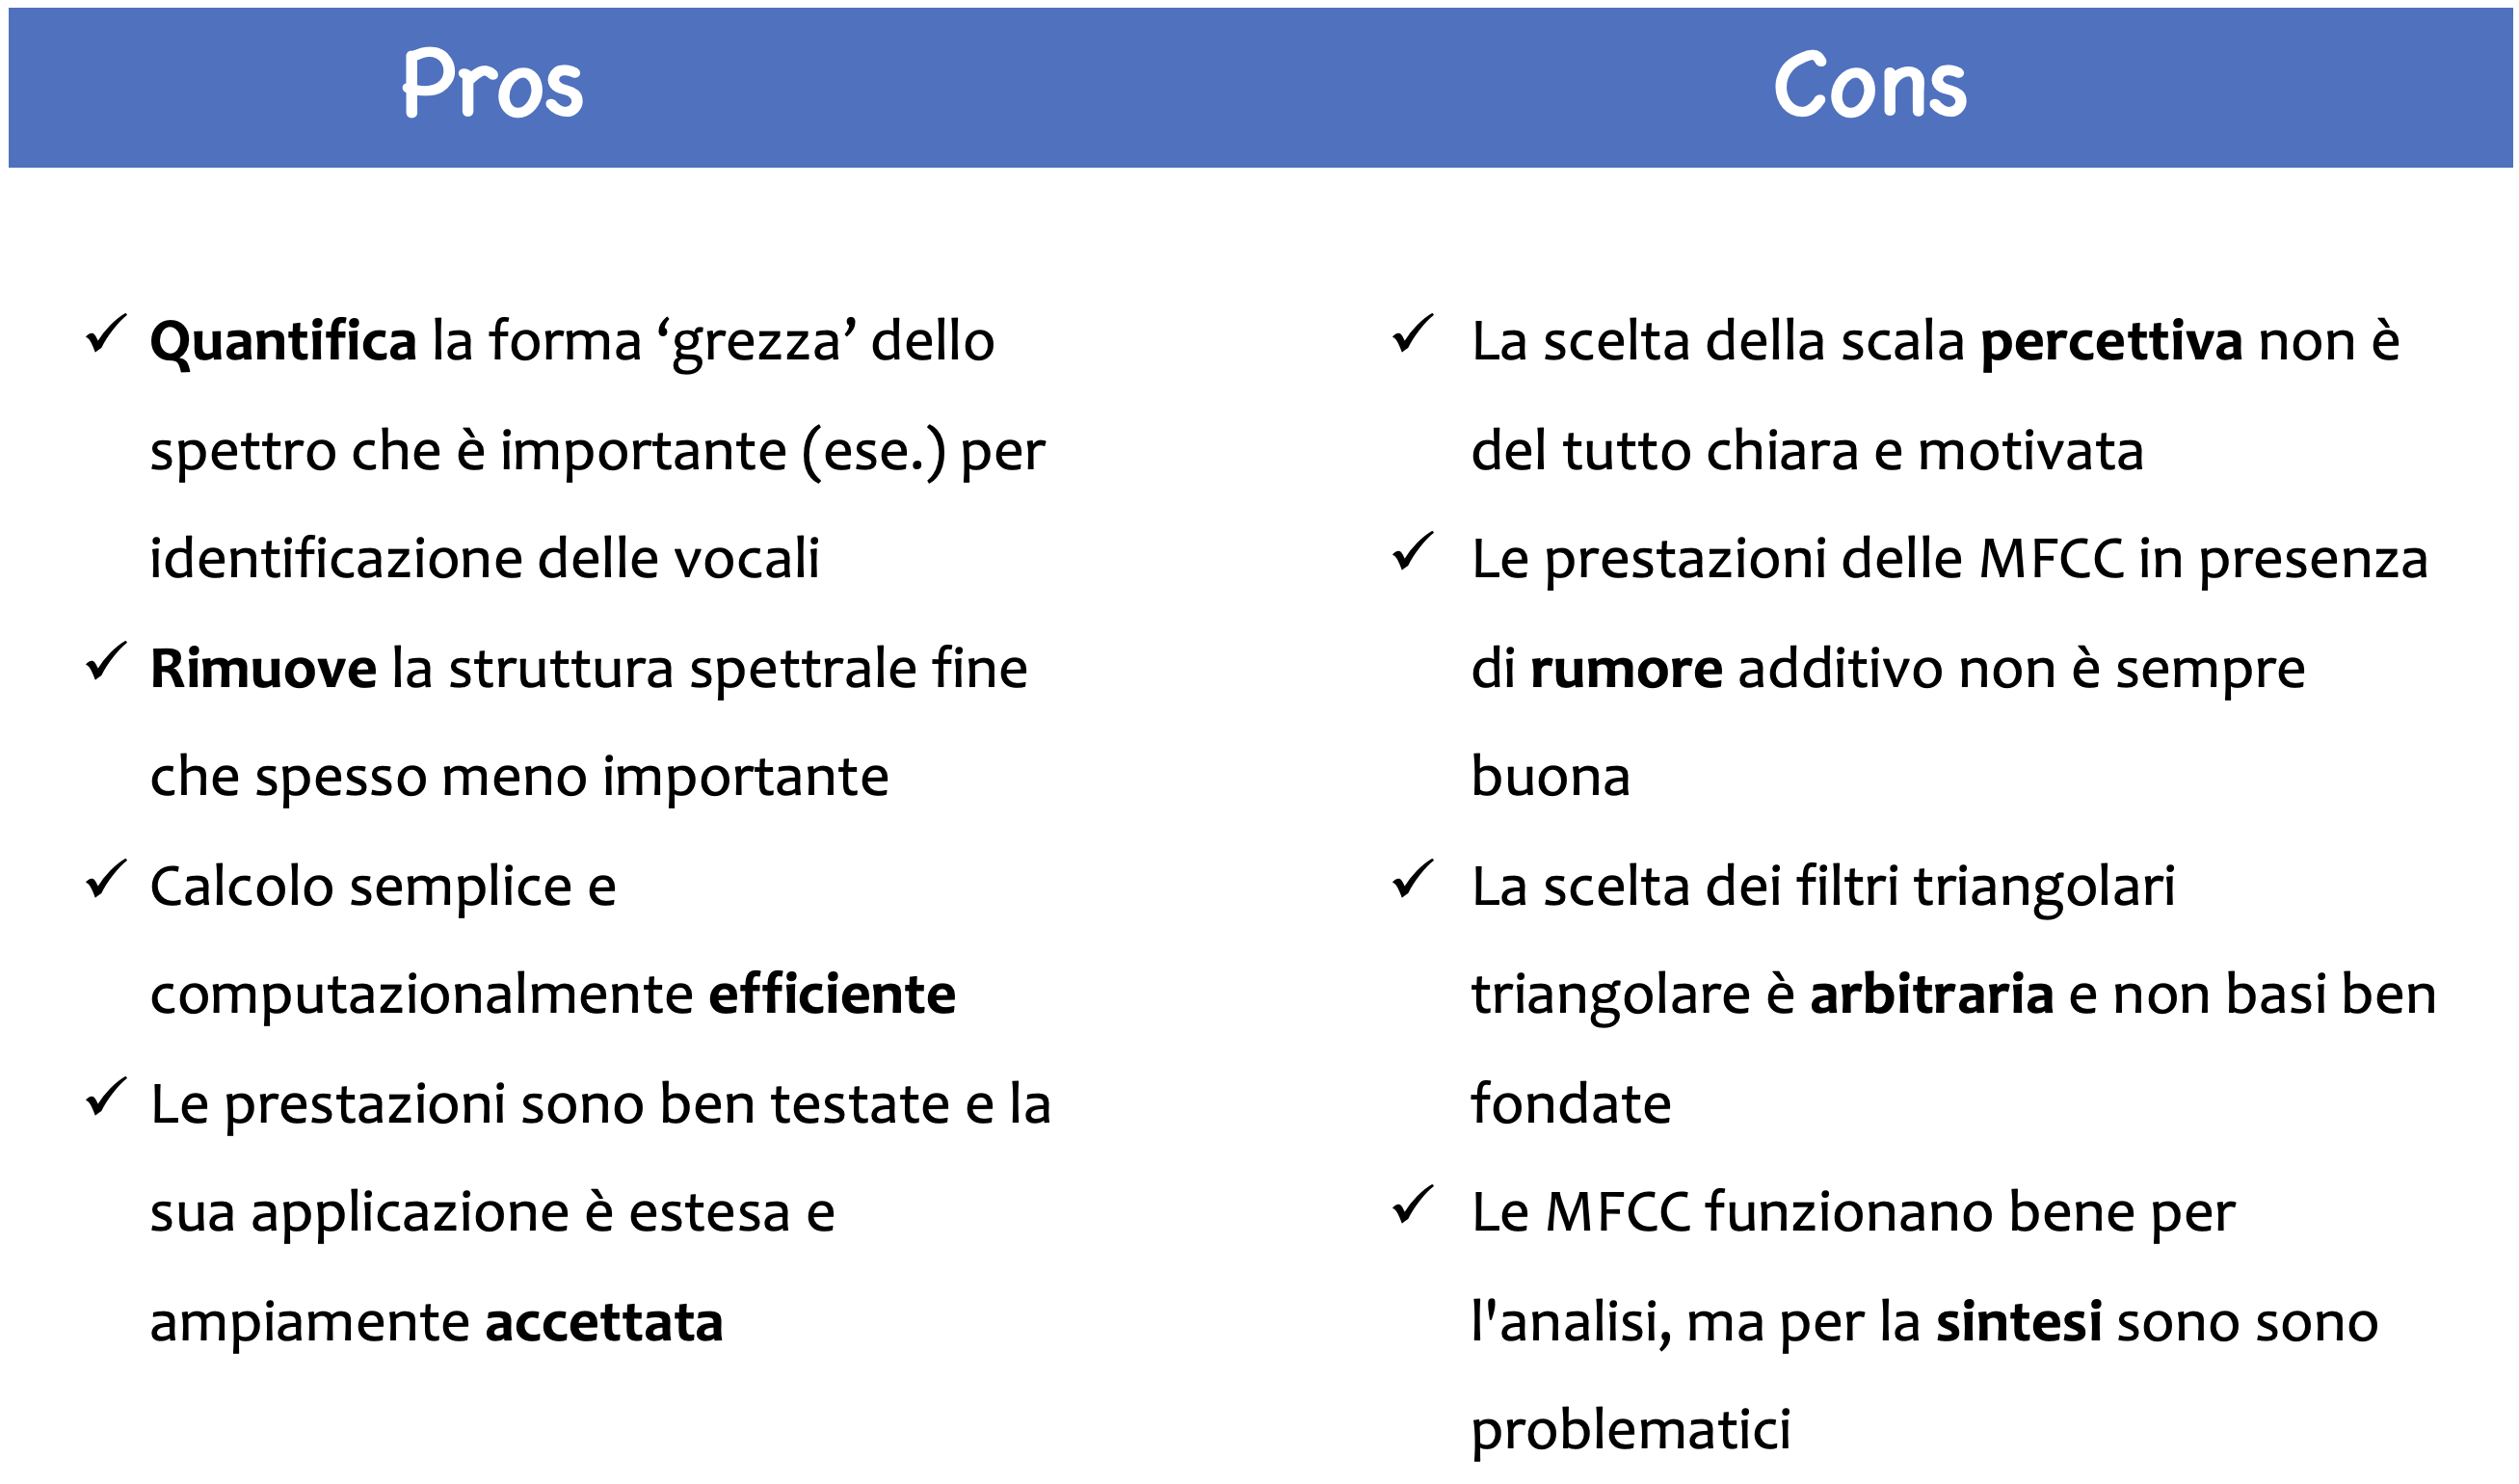 Pros
Cons
✓ Quantifica la forma ‘grezza’ dello
spettro che è importante (ese.) per
identificazione delle vocali
✓ Rimuove la struttura spettrale fine
che spesso meno importante
✓ Calcolo semplice e
computazionalmente efficiente
✓ Le prestazioni sono ben testate e la
sua applicazione è estesa e
ampiamente accettata
✓ La scelta della scala percettiva non è
del tutto chiara e motivata
✓ Le prestazioni delle MFCC in presenza
di rumore additivo non è sempre
buona
✓ La scelta dei filtri triangolari
triangolare è arbitraria e non basi ben
fondate
✓ Le MFCC funzionano bene per
l'analisi, ma per la sintesi sono sono
problematici